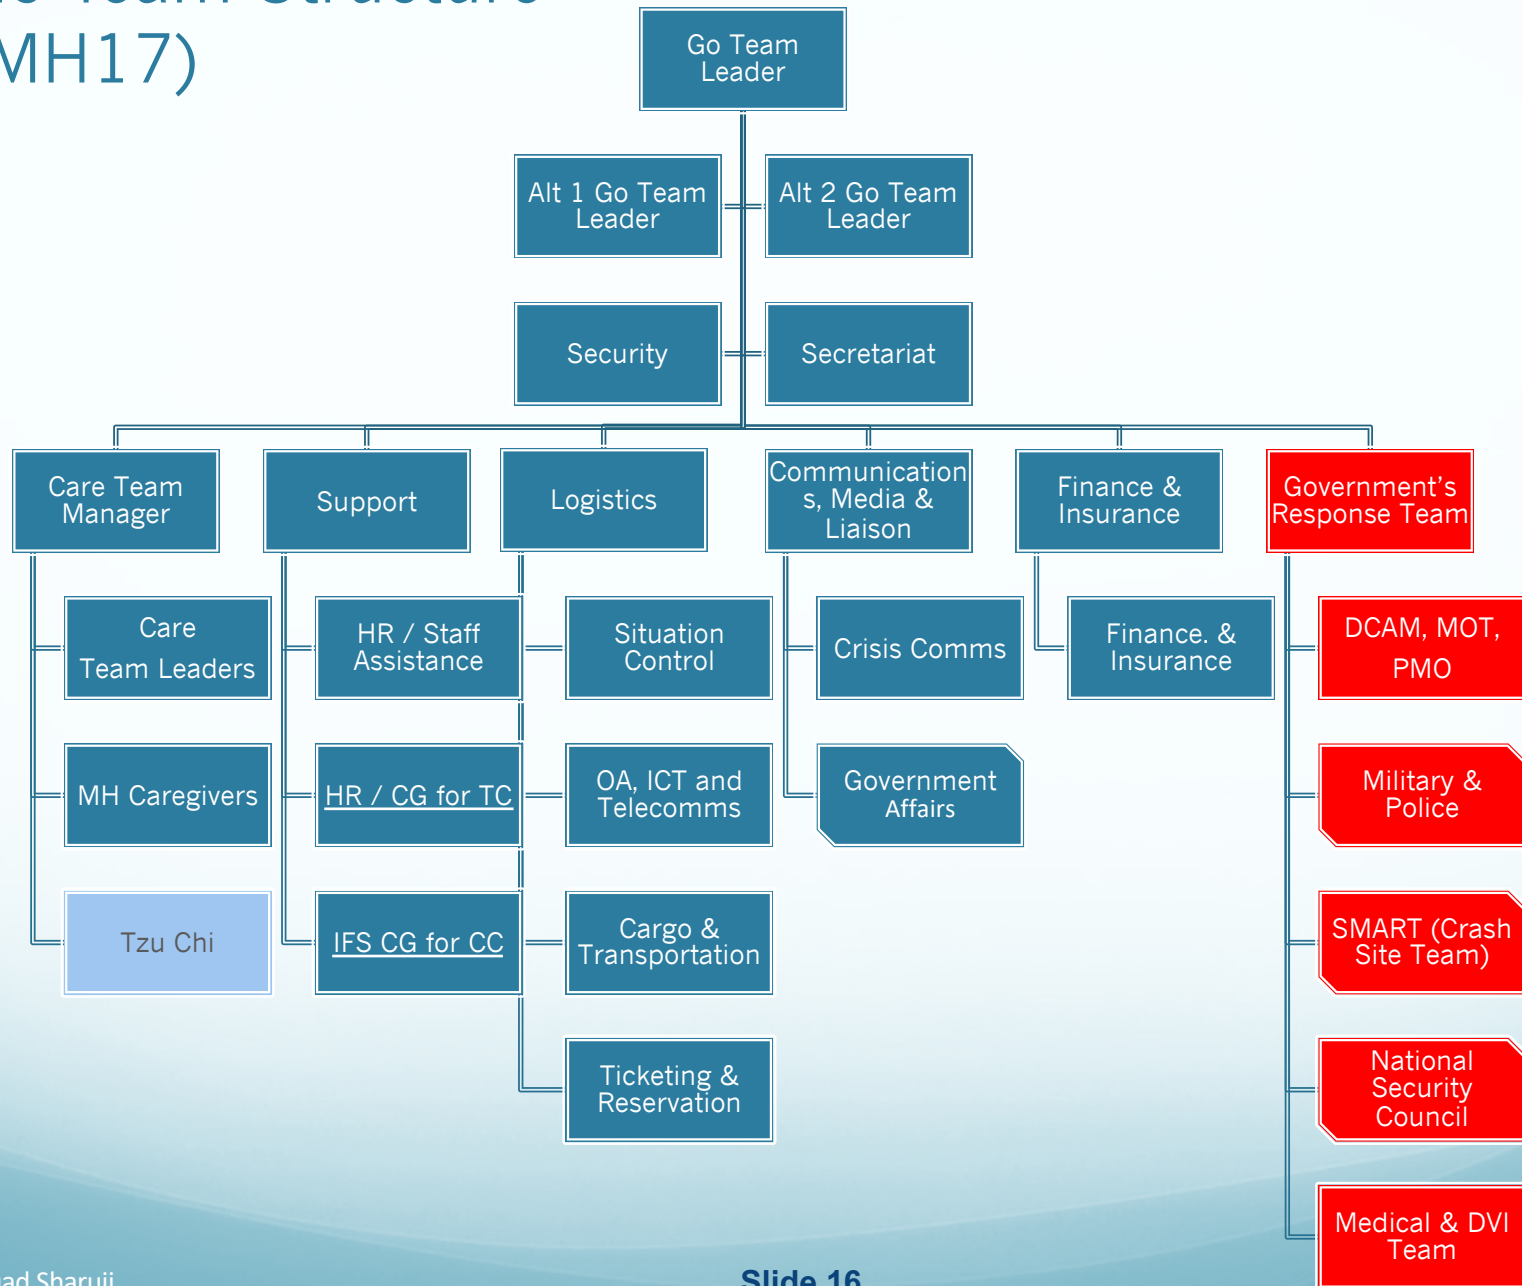 Team Structure
MH17)
Go Team
Leader
Alt 1 Go Team
Leader
Alt 2 Go Team
Leader
Security
Secretariat
Care Team
Manager
Support
Logistics
Communication
s, Media &
Liaison
Finance &
Insurance
Government's
Response Team
Care
Team Leaders
HR / Staff
Assistance
Situation
Control
Crisis Comms
Finance. &
Insurance
DCAM, MOT,
PMO
MH Caregivers
HR / CG for TC
OA, ICT and
Telecomms
Government
Affairs
Military &
Police
Tzu Chi
IFS CG for CC
Cargo &
Transportation
SMART (Crash
Site Team)
Ticketing &
Reservation
National
Security
Council
Medical & DVI
Team
Slide 16